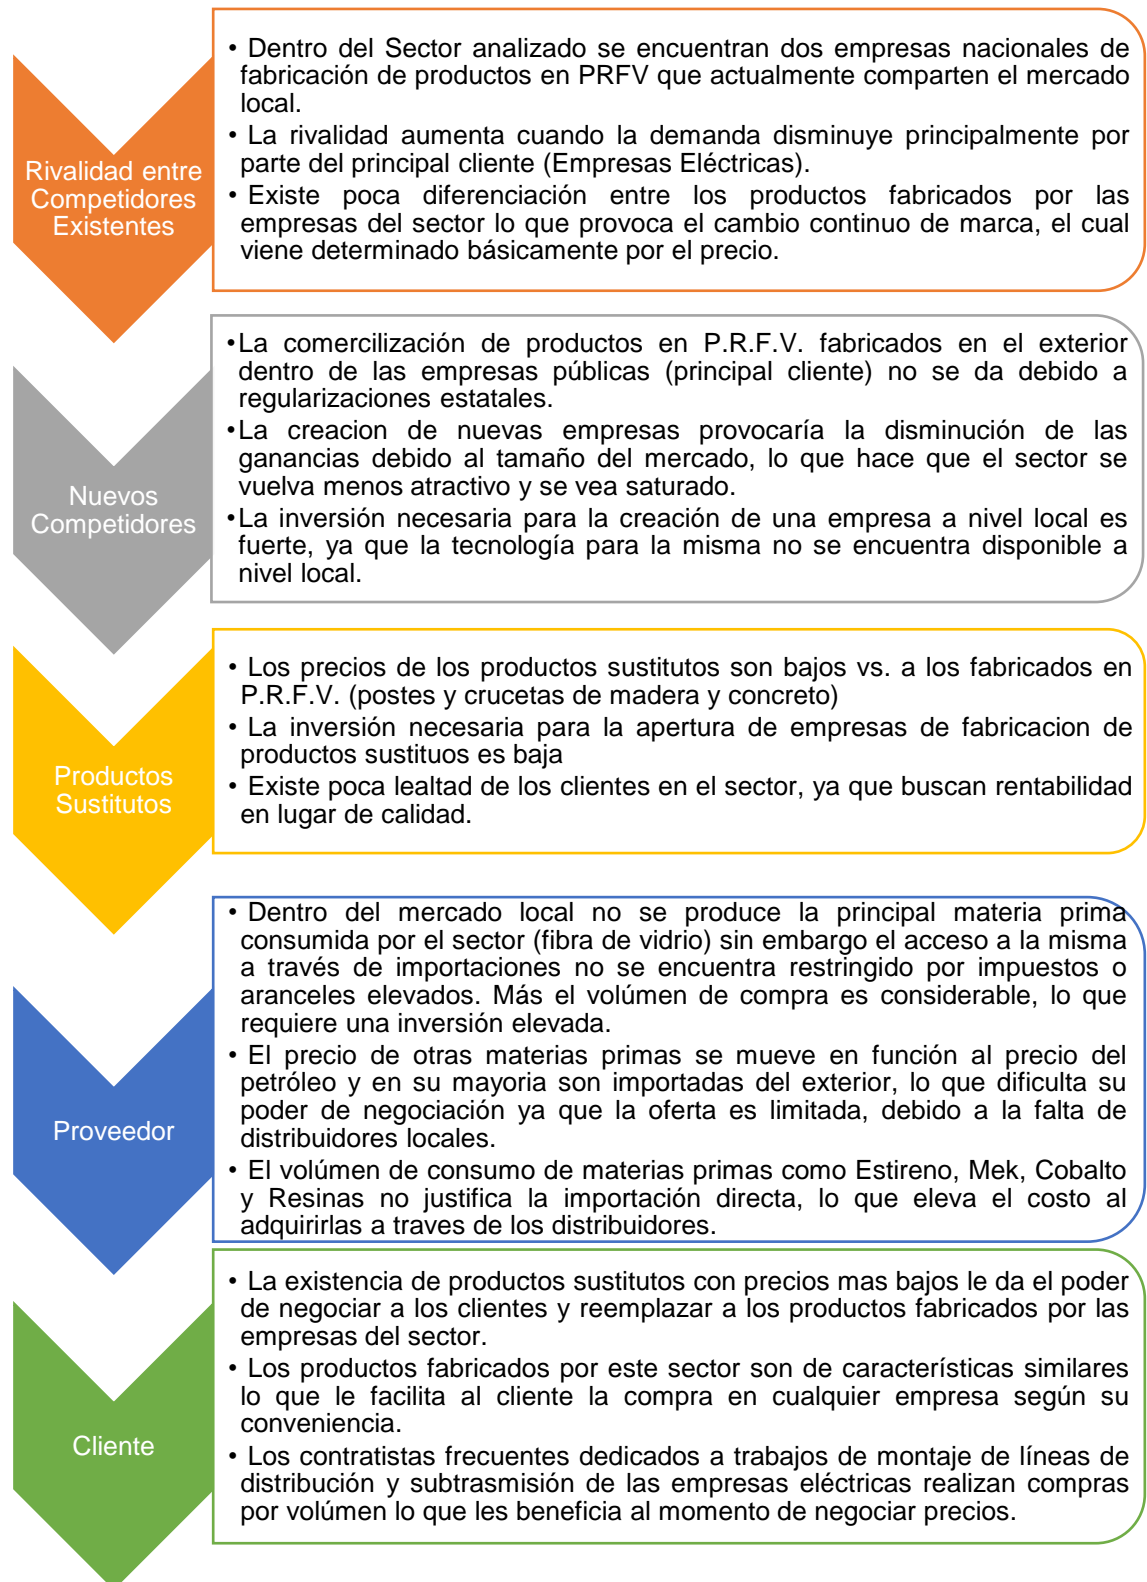 Rivalidad entre
Competidores
Existentes
• Dentro del Sector analizado se encuentran dos empresas nacionales de
fabricación de productos en PRFV que actualmente comparten el mercado
local.
• La rivalidad aumenta cuando la demanda disminuye principalmente por
parte del principal cliente (Empresas Eléctricas).
• Existe poca diferenciación entre los productos fabricados por las
empresas del sector lo que provoca el cambio continuo de marca, el cual
viene determinado básicamente por el precio.
Nuevos
Competidores
•La comercilización de productos en P.R.F.V. fabricados en el exterior
dentro de las empresas públicas (principal cliente) no se da debido a
regularizaciones estatales.
•La creacion de nuevas empresas provocaría la disminución de las
ganancias debido al tamaño del mercado, lo que hace que el sector se
vuelva menos atractivo y se vea saturado.
•La inversión necesaria para la creación de una empresa a nivel local es
fuerte, ya que la tecnología para la misma no se encuentra disponible a
nivel local.
Productos
Sustitutos
• Los precios de los productos sustitutos son bajos vs. a los fabricados en
P.R.F.V. (postes y crucetas de madera y concreto)
• La inversión necesaria para la apertura de empresas de fabricacion de
productos sustituos es baja
• Existe poca lealtad de los clientes en el sector, ya que buscan rentabilidad
en lugar de calidad.
Proveedor
• Dentro del mercado local no se produce la principal materia prima
consumida por el sector (fibra de vidrio) sin embargo el acceso a la misma
a través de importaciones no se encuentra restringido por impuestos o
aranceles elevados. Más el volúmen de compra es considerable, lo que
requiere una inversión elevada.
• El precio de otras materias primas se mueve en función al precio del
petróleo y en su mayoria son importadas del exterior, lo que dificulta su
poder de negociación ya que la oferta es limitada, debido a la falta de
distribuidores locales.
• El volúmen de consumo de materias primas como Estireno, Mek, Cobalto
y Resinas no justifica la importación directa, lo que eleva el costo al
adquirirlas a traves de los distribuidores.
Cliente
• La existencia de productos sustitutos con precios mas bajos le da el poder
de negociar a los clientes y reemplazar a los productos fabricados por las
empresas del sector.
• Los productos fabricados por este sector son de características similares
lo que le facilita al cliente la compra en cualquier empresa según su
conveniencia.
• Los contratistas frecuentes dedicados a trabajos de montaje de líneas de
distribución y subtrasmisión de las empresas eléctricas realizan compras
por volúmen lo que les beneficia al momento de negociar precios.